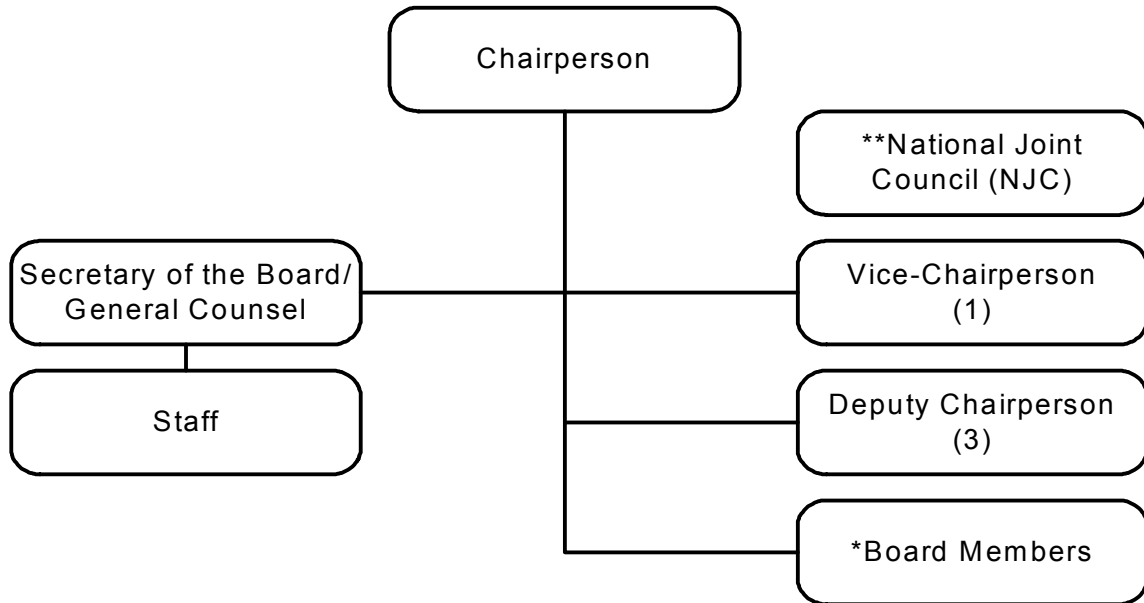 Chairperson
**National Joint
Council (NJC)
Secretary of the Board/
General Counsel
Vice-Chairperson
(1)
Staff
Deputy Chairperson
(3)
*Board Members